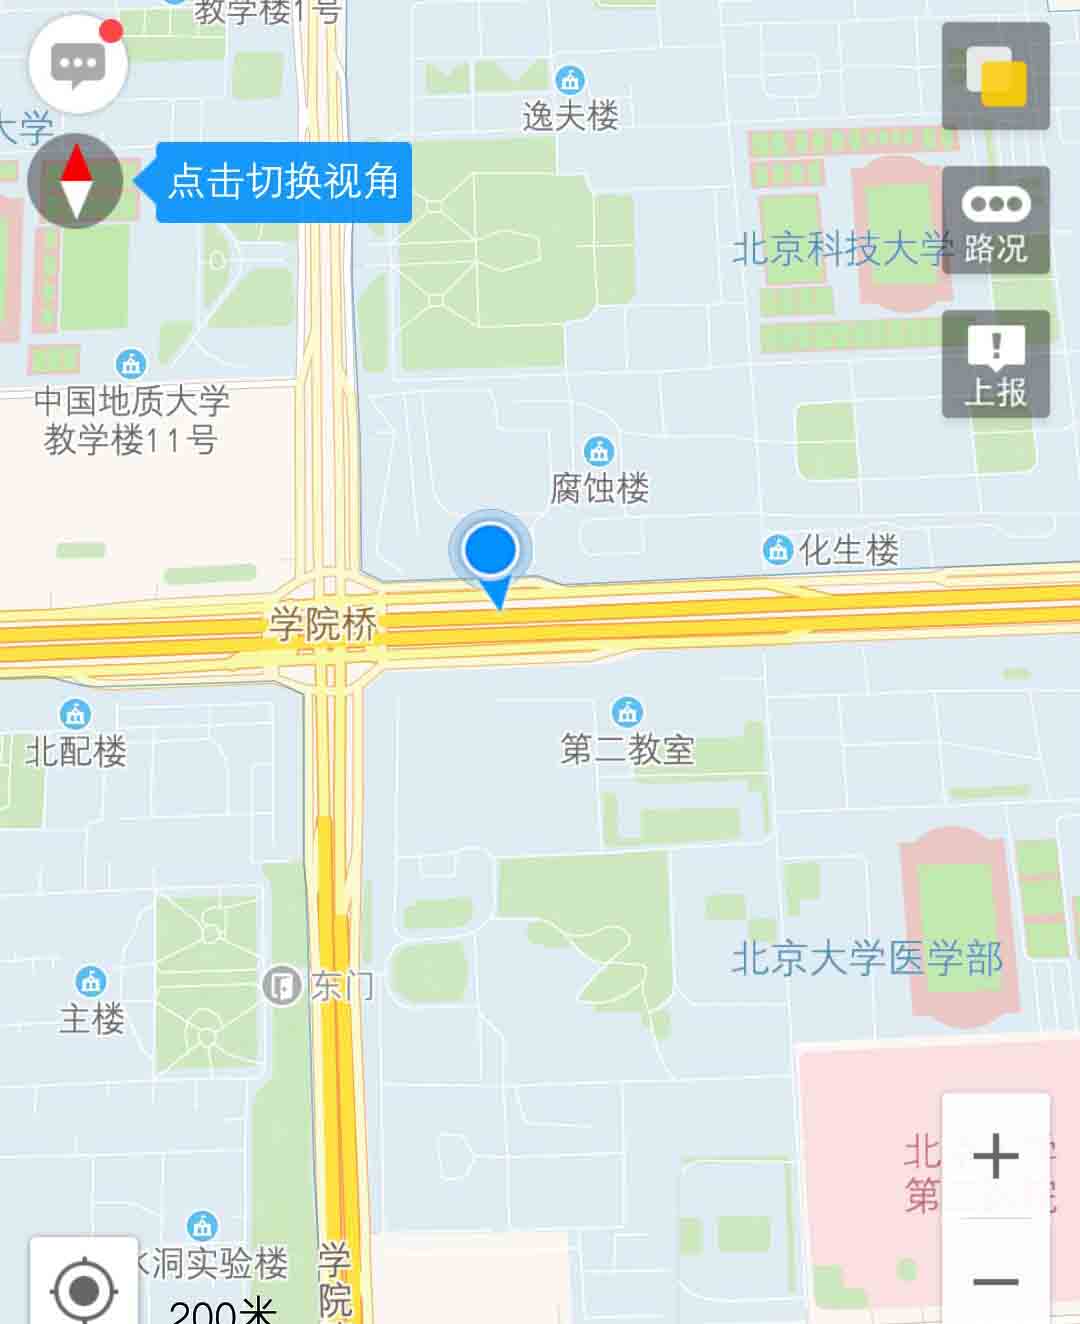 教学楼1号
逸夫楼
大学
点击切换视角
北京科技大学
路况
上报
中国地质大学
教学楼11号
腐蚀楼
化生楼
学院桥
北配楼
第二教室
北京大学医学部
东门
主楼
北
第
水洞实验楼
学
院
200米